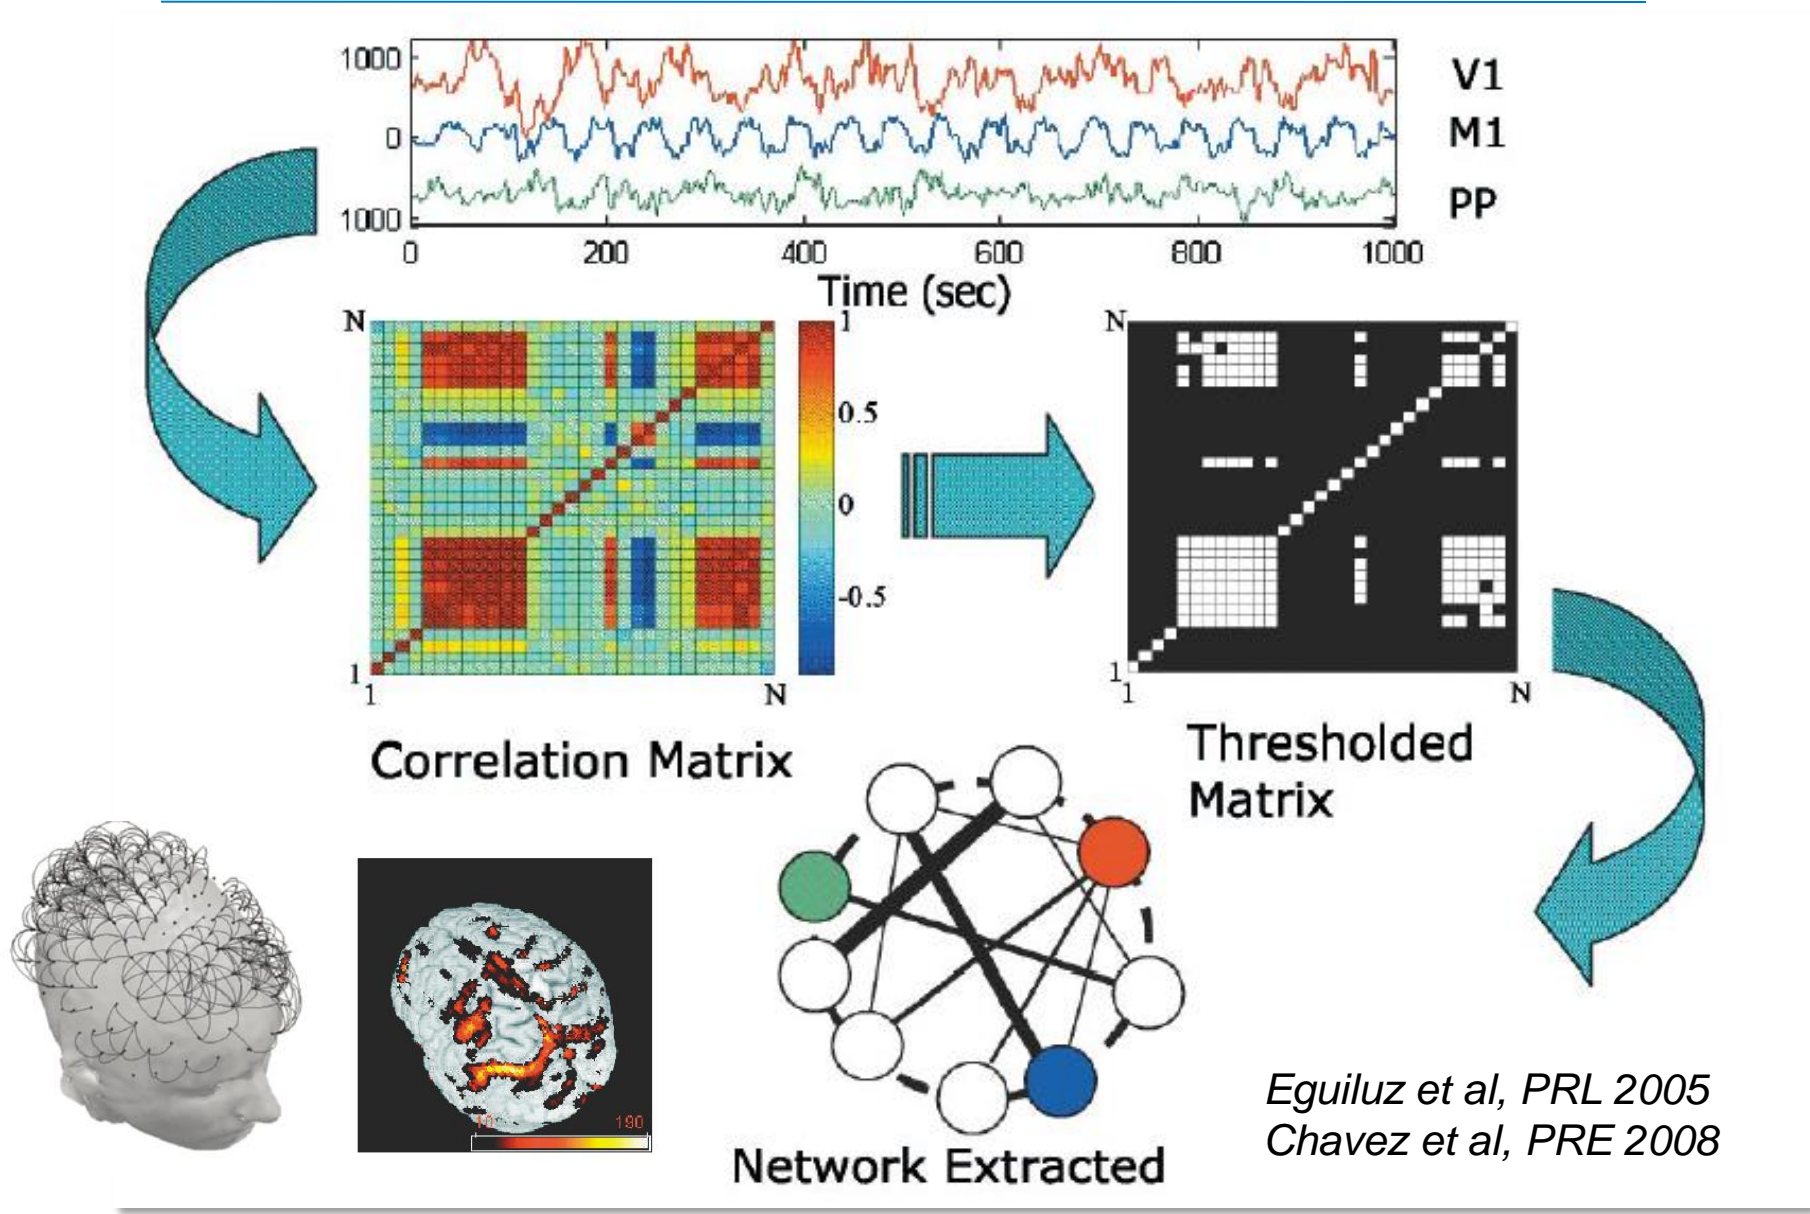 1000
0
1000
V1
M1
PP
0 200 400 600 800 1000
Time (sec)
N
1
1
N
1
0.5
0
-0.5
N
1
1
N
Correlation Matrix
Thresholded
Matrix
10 190
Network Extracted
Eguiluz et al, PRL 2005
Chavez et al, PRE 2008